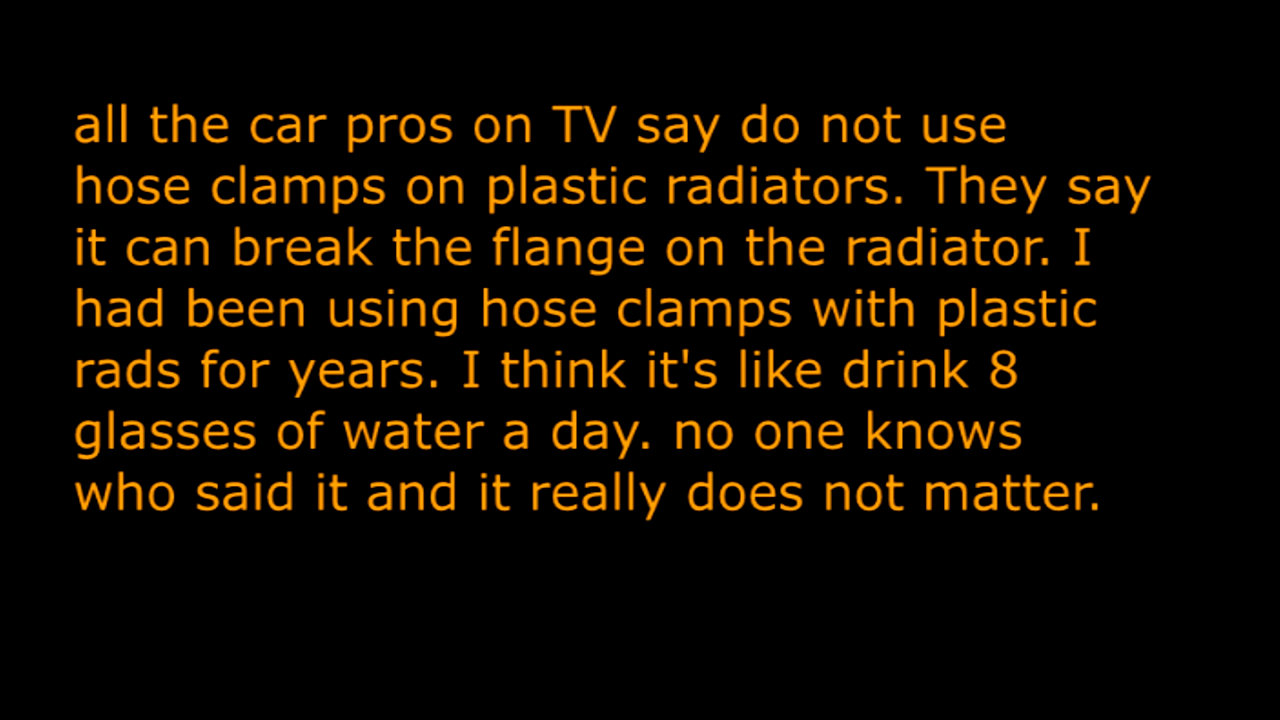 all the car pros on TV say do not use
hose clamps on plastic radiators. They say
it can break the flange on the radiator. I
had been using hose clamps with plastic
rads for years. I think it's like drink 8
glasses of water a day. no one knows
who said it and it really does not matter.